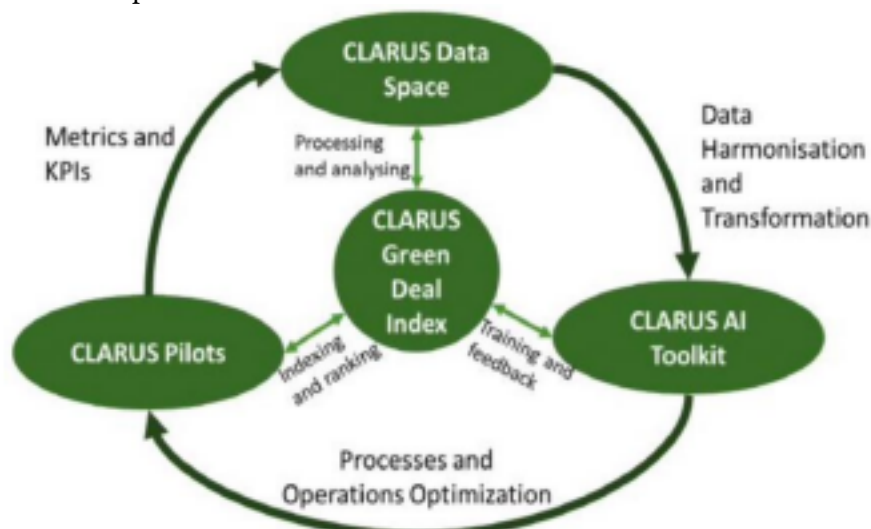 CLARUS Data
Space
Metrics and
KPIs
Processing
and analysing
Data
Harmonisation
and
Transformation
CLARUS
Green
Deal
Index
CLARUS Pilots
Indexing
and ranking
Training and
feedback
CLARUS AI
Toolkit
Processes and
Operations Optimization